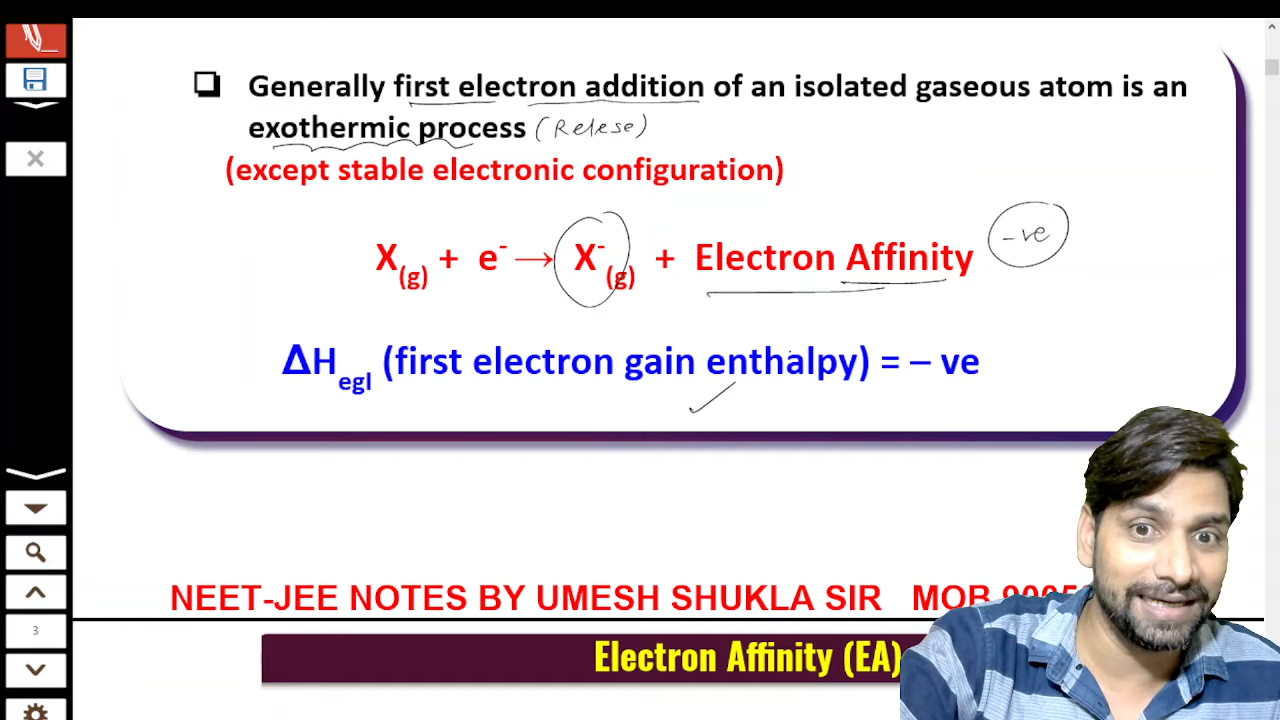 Generally first electron addition of an isolated gaseous atom is an
exothermic process (Relese)
(except stable electronic configuration)
X(g) + e⁻ → X⁻(g) + Electron Affinity -ve
ΔHegI (first electron gain enthalpy) = – ve
NEET-JEE NOTES BY UMESH SHUKLA SIR MOB
3
Electron Affinity (EA)